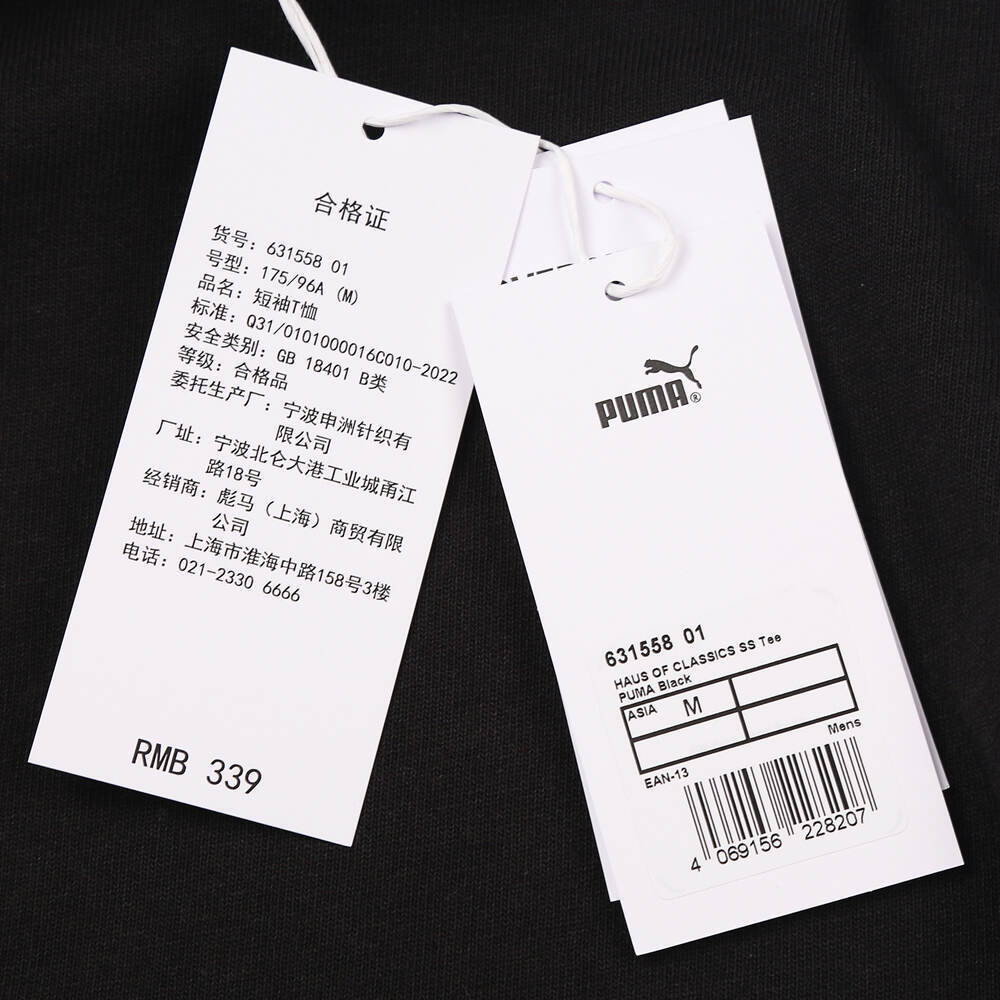 合格证
货号: 631558 01
号型: 175/96A (M)
品名: 短袖T恤
标准: Q31/0101000016C010-2022
安全类别: GB 18401 B类
等级: 合格品
委托生产厂: 宁波申洲针织有
限公司
厂址: 宁波北仑大港工业城甬江
路18号
经销商: 彪马（上海）商贸有限
公司
地址: 上海市淮海中路158号3楼
电话: 021-2330 6666
RMB 339
PUMA®
631558 01
HAUS OF CLASSICS SS Tee
PUMA Black
ASIA M
Mens
EAN-13
4 069156 228207